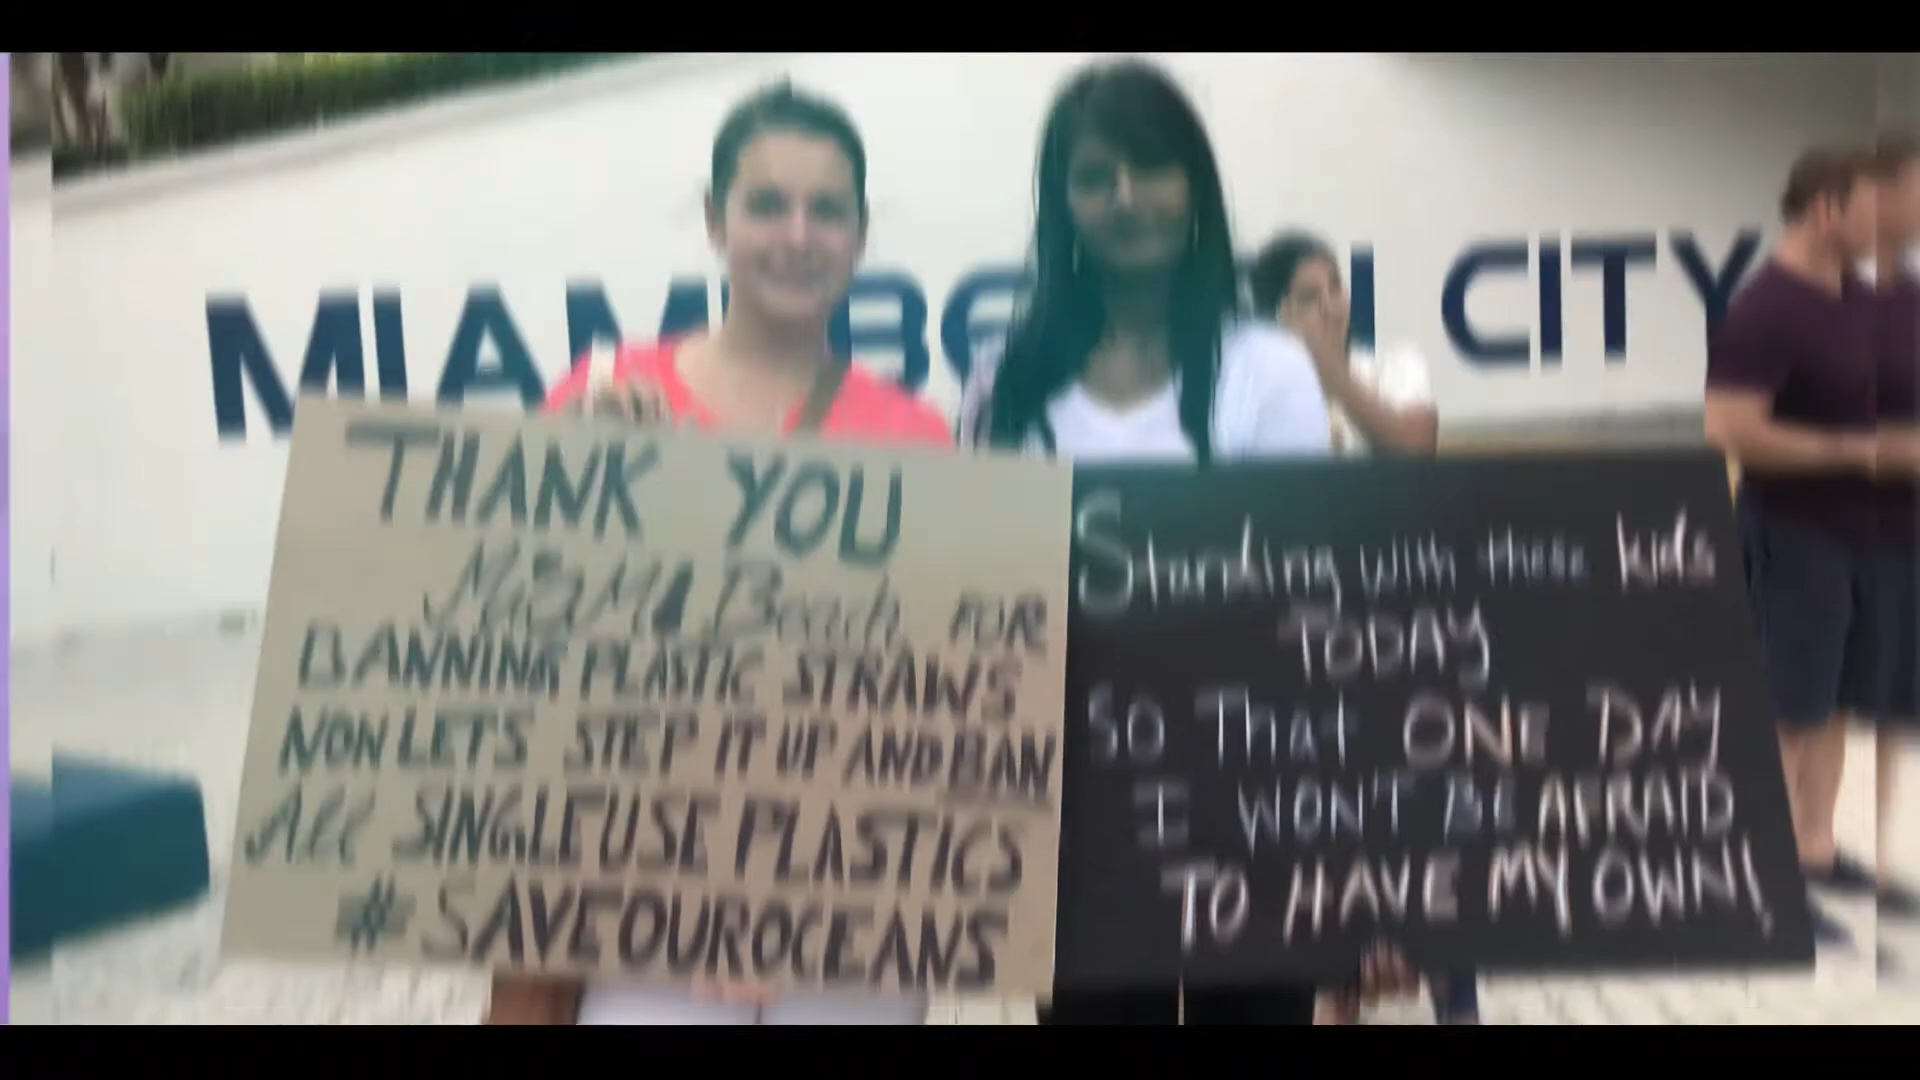 MIAMI BE CITY
THANK YOU
MiaMi Beach FOR
BANNING PLASTIC STRAWS
NOW LETS STEP IT UP AND BAN
All SINGLE USE PLASTICS
#SAVEOUROCEANS
Standing with these kids
TODAY
SO That ONE DAY
I WON'T BE AFRAID
TO HAVE MY OWN!